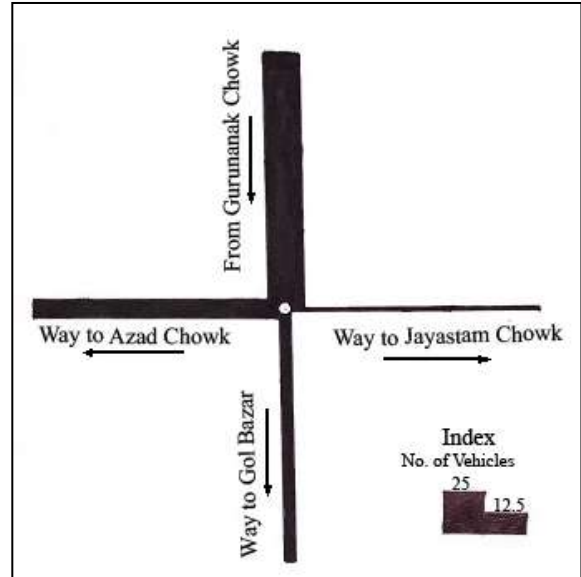 From Gurunanak Chowk
Way to Azad Chowk
Way to Jayastam Chowk
Way to Gol Bazar
Index
No. of Vehicles
25
12.5